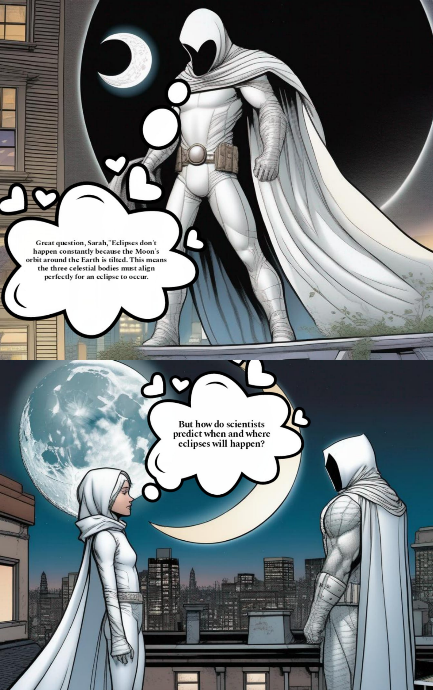 Great question, Sarah,"Eclipses don't
happen constantly because the Moon's
orbit around the Earth is tilted. This means
the three celestial bodies must align
perfectly for an eclipse to occur.
But how do scientists
predict when and where
eclipses will happen?